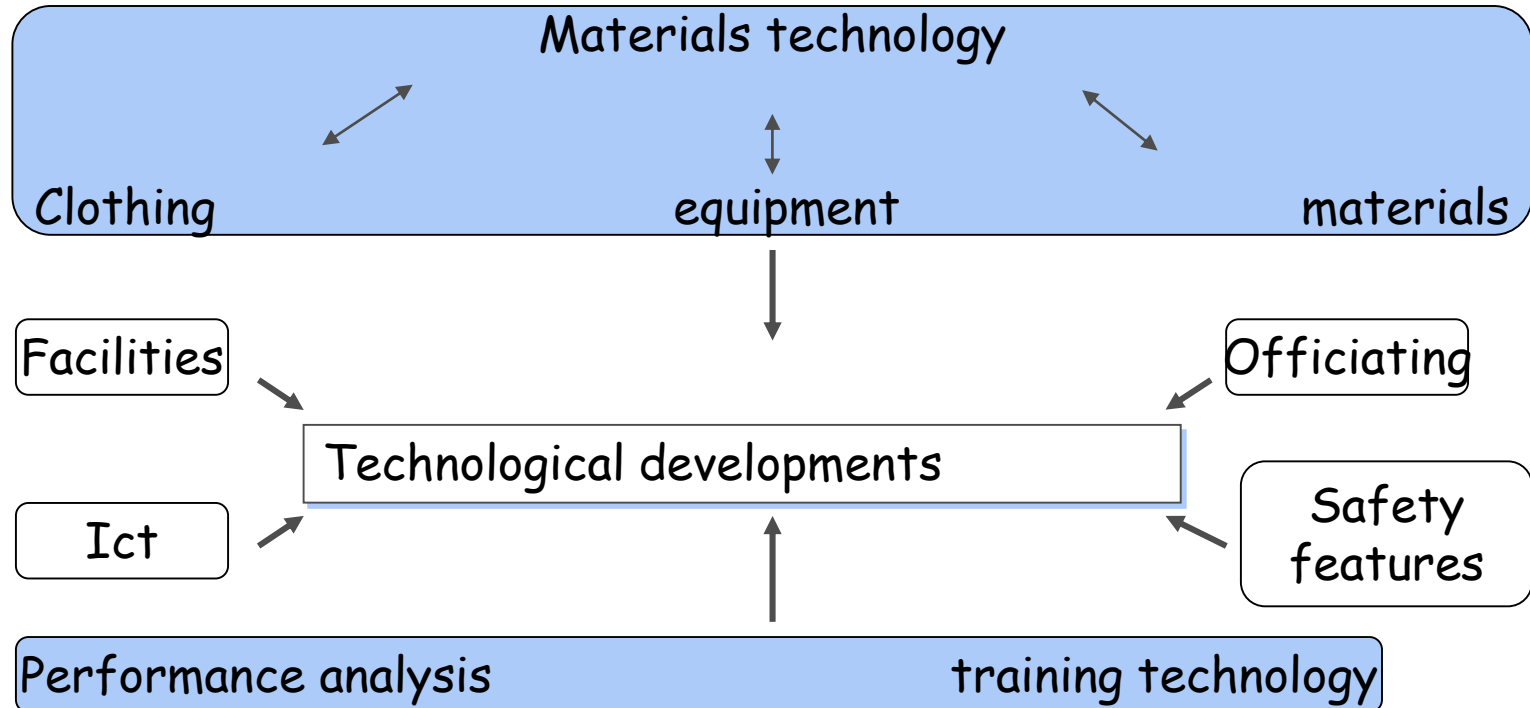 Materials technology
Clothing equipment materials
Facilities
Officiating
Technological developments
Ict
Safety
features
Performance analysis training technology